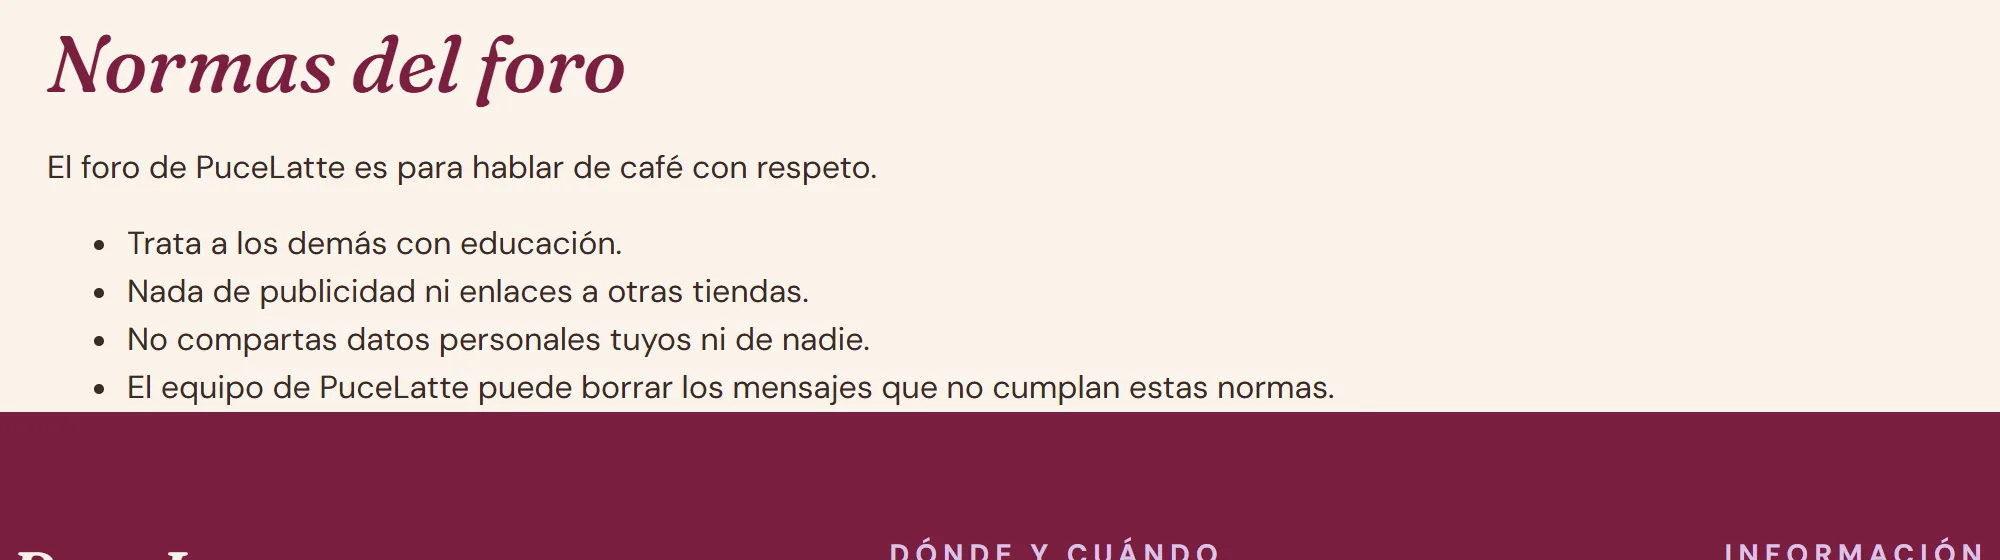 Normas del foro
El foro de PuceLatte es para hablar de café con respeto.
Trata a los demás con educación.
Nada de publicidad ni enlaces a otras tiendas.
No compartas datos personales tuyos ni de nadie.
El equipo de PuceLatte puede borrar los mensajes que no cumplan estas normas.
DÓNDE Y CUÁNDO
INFORMACIÓN